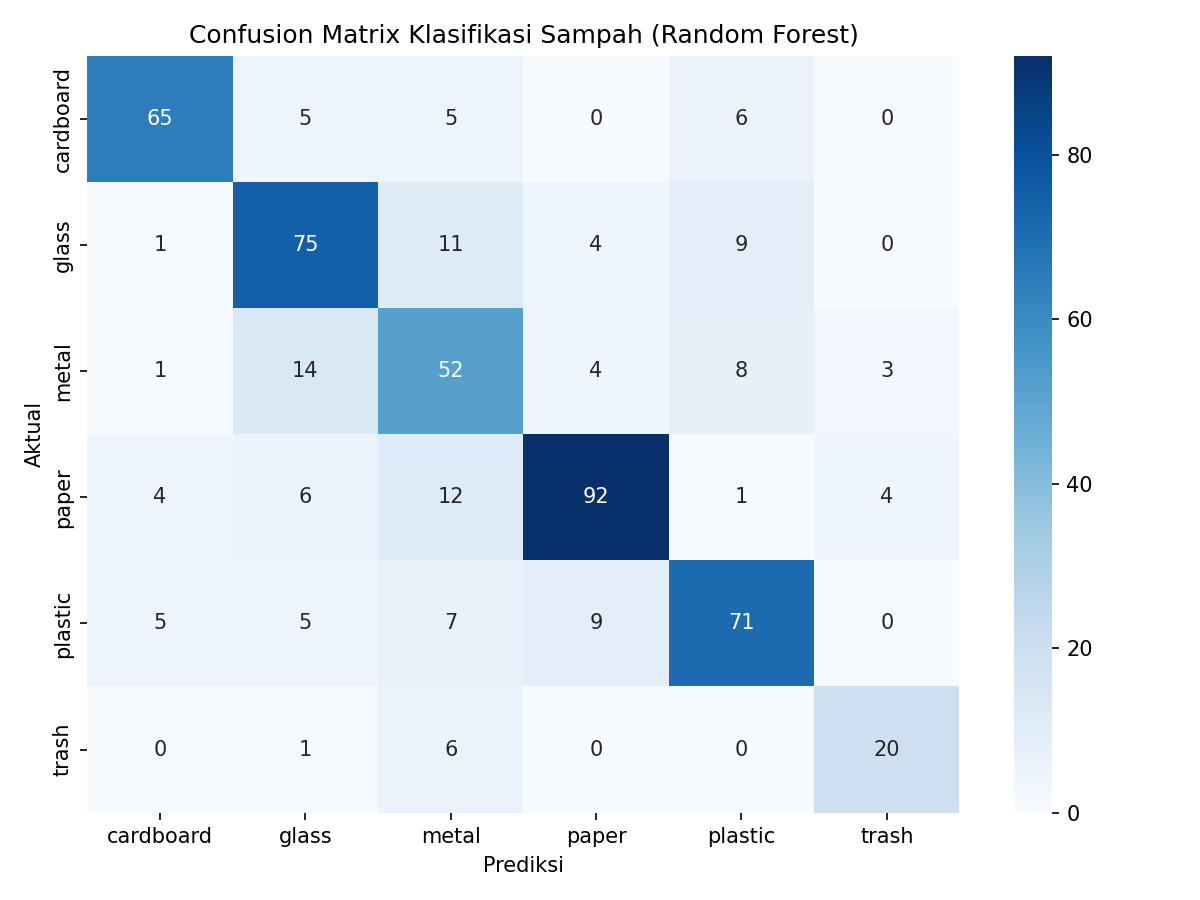 Confusion Matrix Klasifikasi Sampah (Random Forest)
Aktual
cardboard 65 5 5 0 6 0
glass 1 75 11 4 9 0
metal 1 14 52 4 8 3
paper 4 6 12 92 1 4
plastic 5 5 7 9 71 0
trash 0 1 6 0 0 20
cardboard glass metal paper plastic trash
Prediksi
80
60
40
20
0